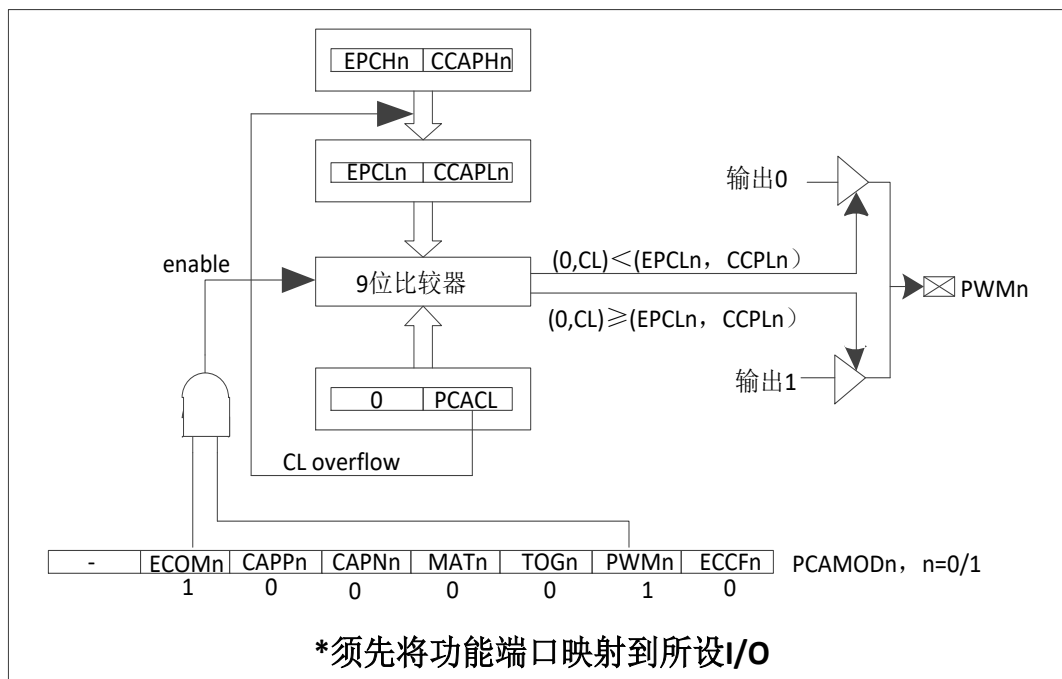 EPCHn CCAPHn
EPCLn CCAPLn
输出0
enable
(0,CL)＜(EPCLn，CCPLn）
9位比较器
PWMn
(0,CL)≥(EPCLn，CCPLn）
输出1
0 PCACL
CL overflow
- ECOMn CAPPn CAPNn MATn TOGn PWMn ECCFn PCAMODn，n=0/1
1 0 0 0 0 1 0
*须先将功能端口映射到所设I/O